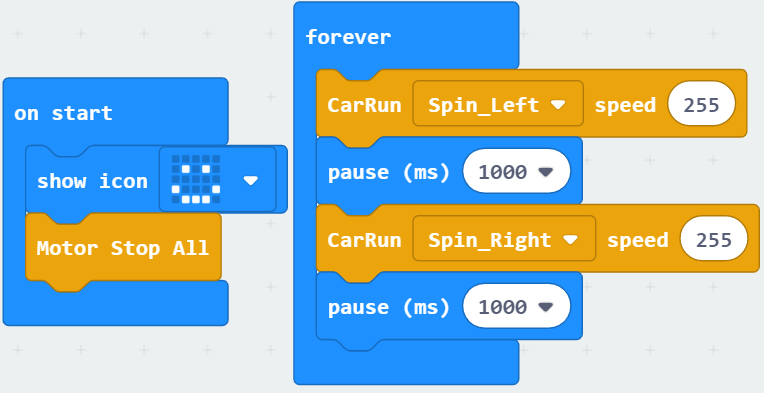 on start
show icon
Motor Stop All
forever
CarRun Spin_Left speed 255
pause (ms) 1000
CarRun Spin_Right speed 255
pause (ms) 1000